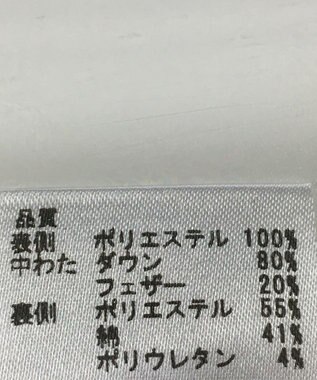 品質
表側 ポリエステル 100%
中わた ダウン 80%
フェザー 20%
裏側 ポリエステル 55%
綿 41%
ポリウレタン 4%